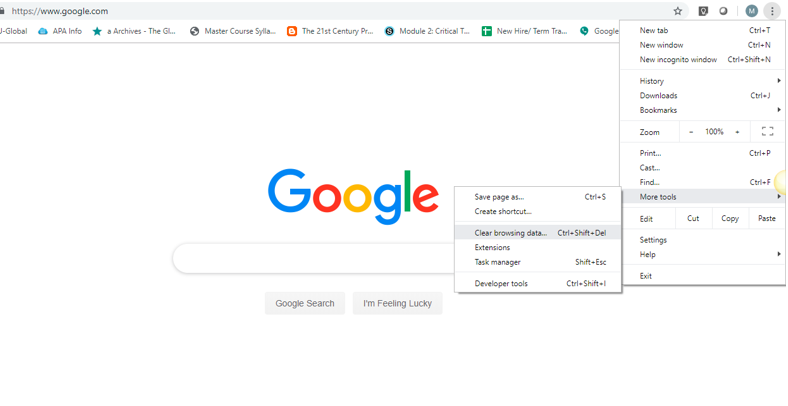 https://www.google.com
M
J-Global
APA Info
a Archives - The Gl...
Master Course Sylla...
The 21st Century Pr...
Module 2: Critical T...
New Hire/ Term Tra...
Google
New tab Ctrl+T
New window Ctrl+N
New incognito window Ctrl+Shift+N
History
Downloads Ctrl+J
Bookmarks
Zoom - 100% +
Print... Ctrl+P
Cast...
Find... Ctrl+F
More tools
Edit Cut Copy Paste
Settings
Help
Exit
Save page as... Ctrl+S
Create shortcut...
Clear browsing data... Ctrl+Shift+Del
Extensions
Task manager Shift+Esc
Developer tools Ctrl+Shift+I
Google
Google Search
I'm Feeling Lucky